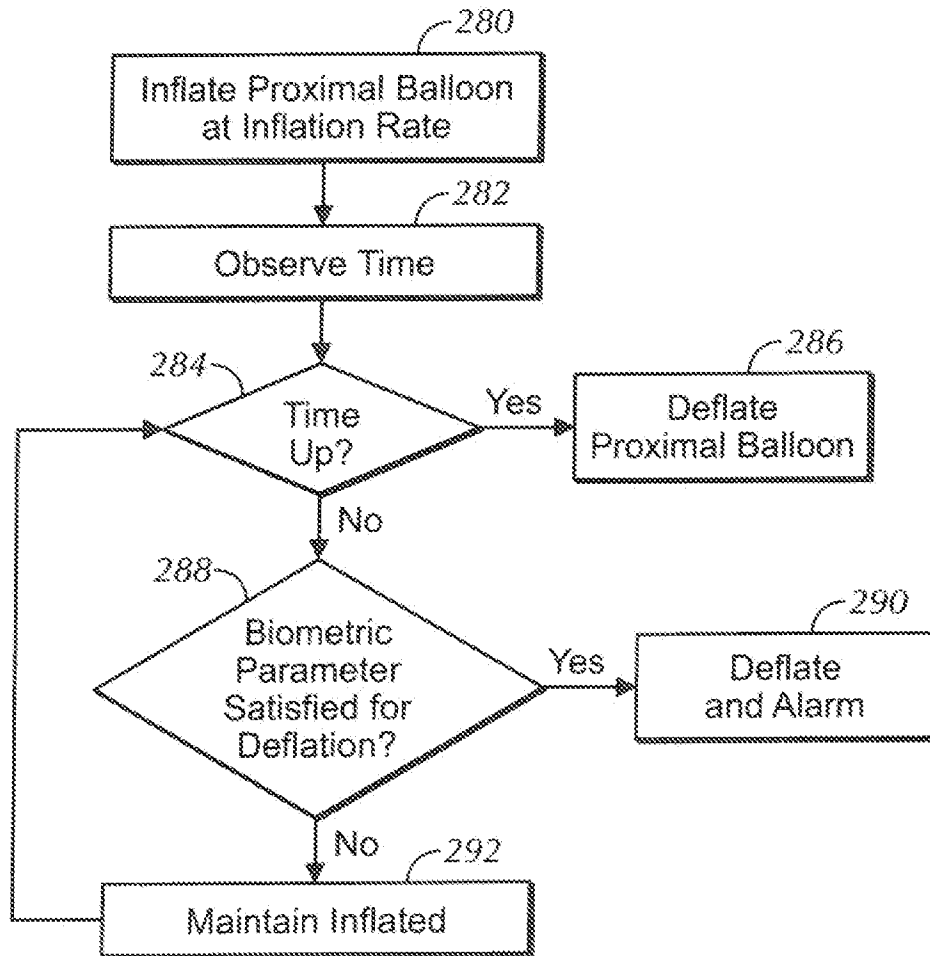 280
Inflate Proximal Balloon
at Inflation Rate
282
Observe Time
284
Time
Up?
Yes
286
Deflate
Proximal Balloon
No
288
Biometric
Parameter
Satisfied for
Deflation?
Yes
290
Deflate
and Alarm
No
292
Maintain Inflated